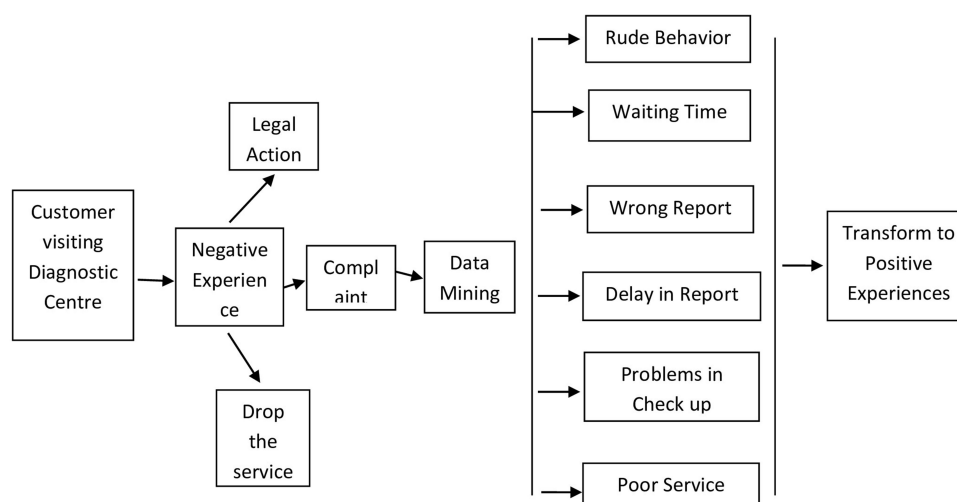 Customer
visiting
Diagnostic
Centre
Legal
Action
Negative
Experien
ce
Drop
the
service
Compl
aint
Data
Mining
Rude Behavior
Waiting Time
Wrong Report
Delay in Report
Problems in
Check up
Poor Service
Transform to
Positive
Experiences